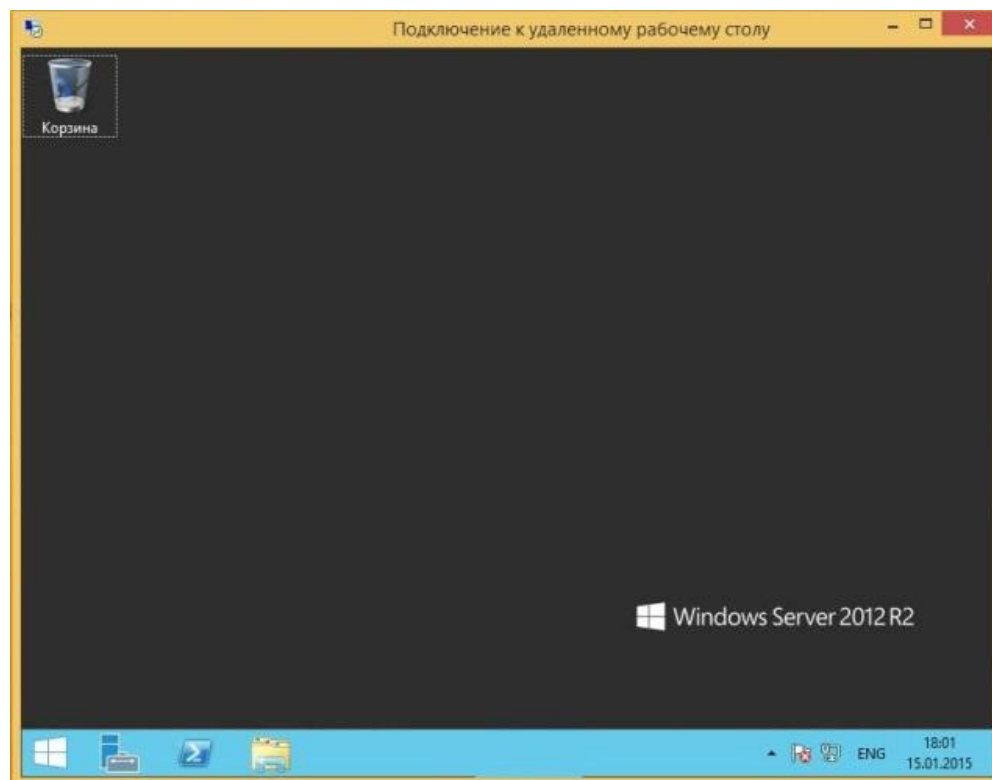 Подключение к удаленному рабочему столу
Корзина
Windows Server 2012 R2
ENG
18:01
15.01.2015